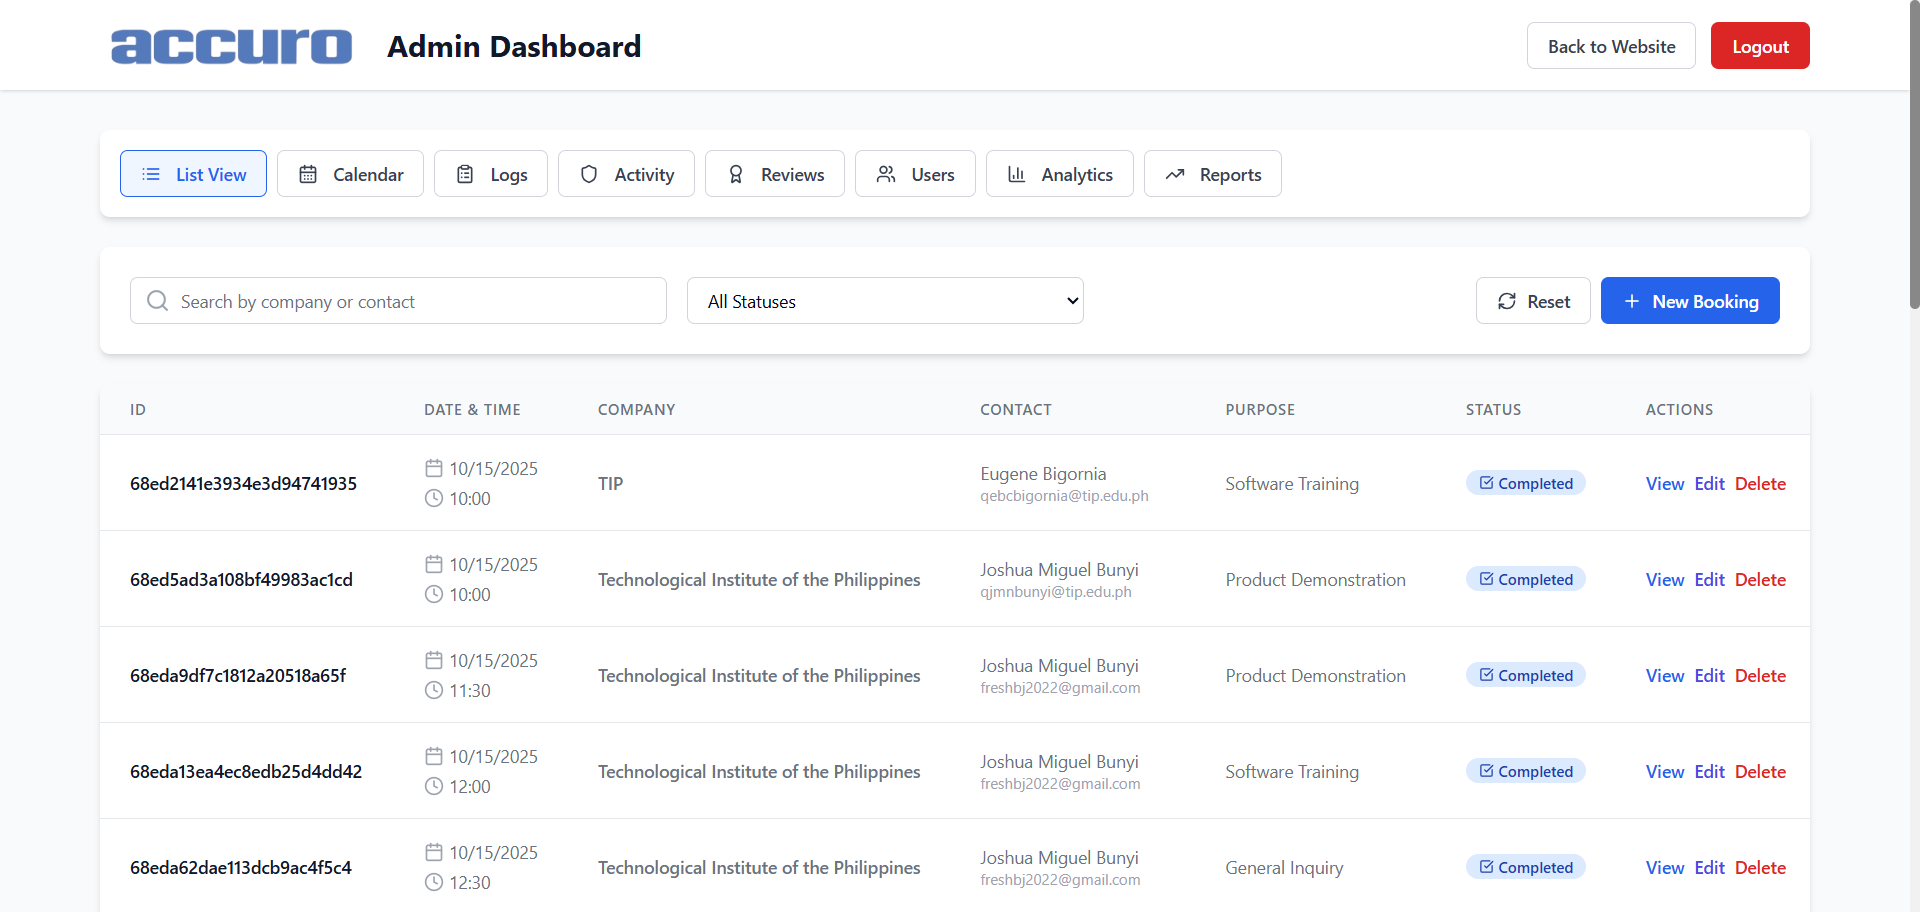 accuro Admin Dashboard Back to Website Logout
List View Calendar Logs Activity Reviews Users Analytics Reports
Search by company or contact All Statuses Reset New Booking
ID DATE & TIME COMPANY CONTACT PURPOSE STATUS ACTIONS
68ed2141e3934e3d94741935 10/15/2025 10:00 TIP Eugene Bigornia qebcbigornia@tip.edu.ph Software Training Completed View Edit Delete
68ed5ad3a108bf49983ac1cd 10/15/2025 10:00 Technological Institute of the Philippines Joshua Miguel Bunyi qjmnbunyi@tip.edu.ph Product Demonstration Completed View Edit Delete
68eda9df7c1812a20518a65f 10/15/2025 11:30 Technological Institute of the Philippines Joshua Miguel Bunyi freshbj2022@gmail.com Product Demonstration Completed View Edit Delete
68eda13ea4ec8edb25d4dd42 10/15/2025 12:00 Technological Institute of the Philippines Joshua Miguel Bunyi freshbj2022@gmail.com Software Training Completed View Edit Delete
68eda62dae113dcb9ac4f5c4 10/15/2025 12:30 Technological Institute of the Philippines Joshua Miguel Bunyi freshbj2022@gmail.com General Inquiry Completed View Edit Delete